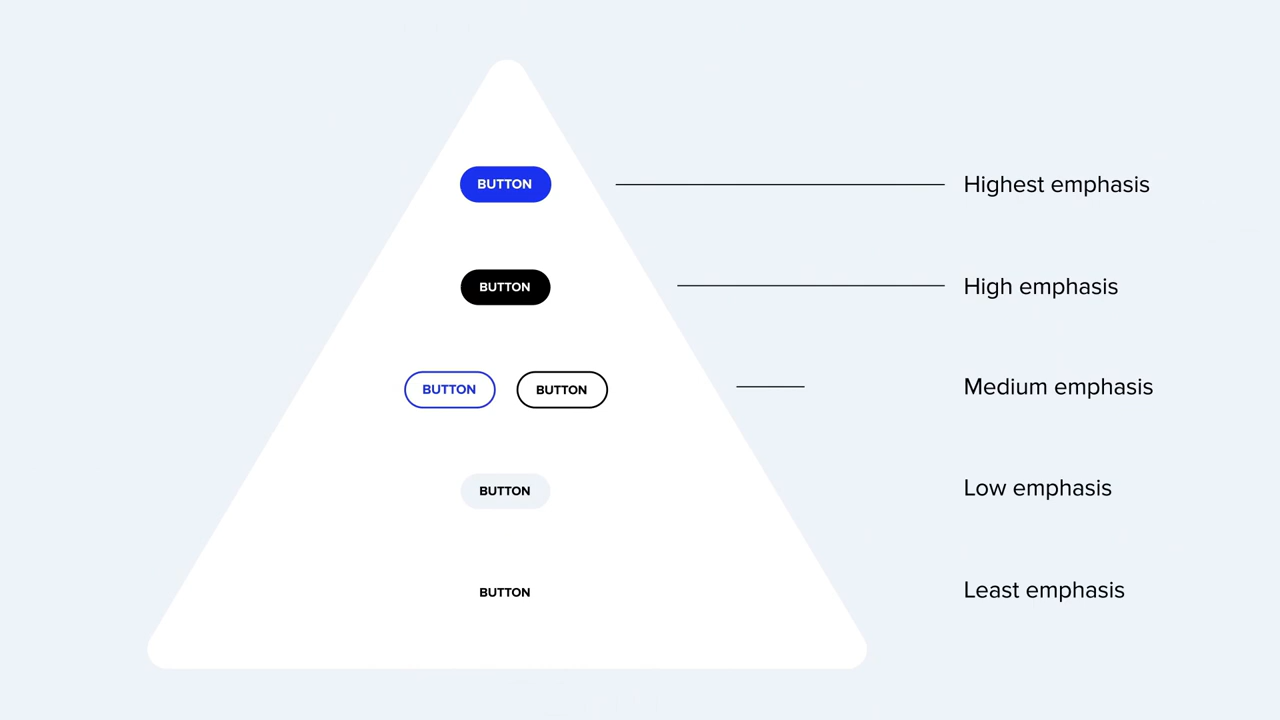 BUTTON Highest emphasis
BUTTON High emphasis
BUTTON BUTTON Medium emphasis
BUTTON Low emphasis
BUTTON Least emphasis